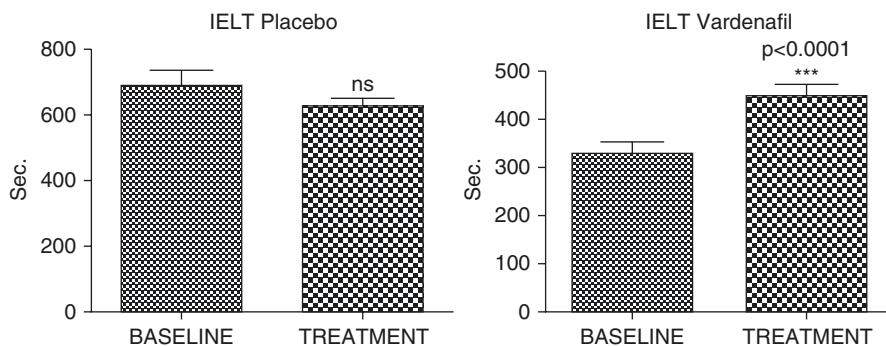 IELT Placebo
800
600
400
200
0
Sec.
ns
BASELINE TREATMENT
IELT Vardenafil
p<0.0001
***
500
400
300
200
100
0
Sec.
BASELINE TREATMENT